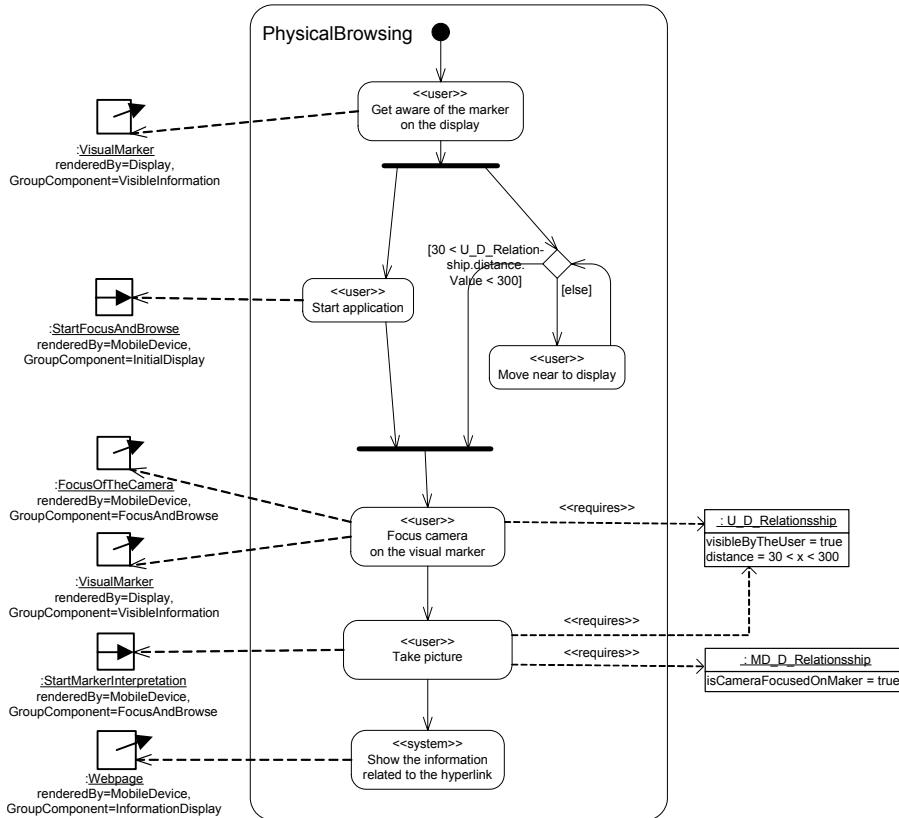 PhysicalBrowsing
<<user>>
Get aware of the marker
on the display
:VisualMarker
renderedBy=Display,
GroupComponent=VisibleInformation
[30 < U_D_Relation-
ship.distance.
Value < 300]
[else]
<<user>>
Start application
:StartFocusAndBrowse
renderedBy=MobileDevice,
GroupComponent=InitialDisplay
<<user>>
Move near to display
:FocusOfTheCamera
renderedBy=MobileDevice,
GroupComponent=FocusAndBrowse
<<user>>
Focus camera
on the visual marker
<<requires>>
: U_D_Relationsship
visibleByTheUser = true
distance = 30 < x < 300
:VisualMarker
renderedBy=Display,
GroupComponent=VisibleInformation
<<user>>
Take picture
<<requires>>
<<requires>>
: MD_D_Relationsship
isCameraFocusedOnMaker = true
:StartMarkerInterpretation
renderedBy=MobileDevice,
GroupComponent=FocusAndBrowse
<<system>>
Show the information
related to the hyperlink
:Webpage
renderedBy=MobileDevice,
GroupComponent=InformationDisplay